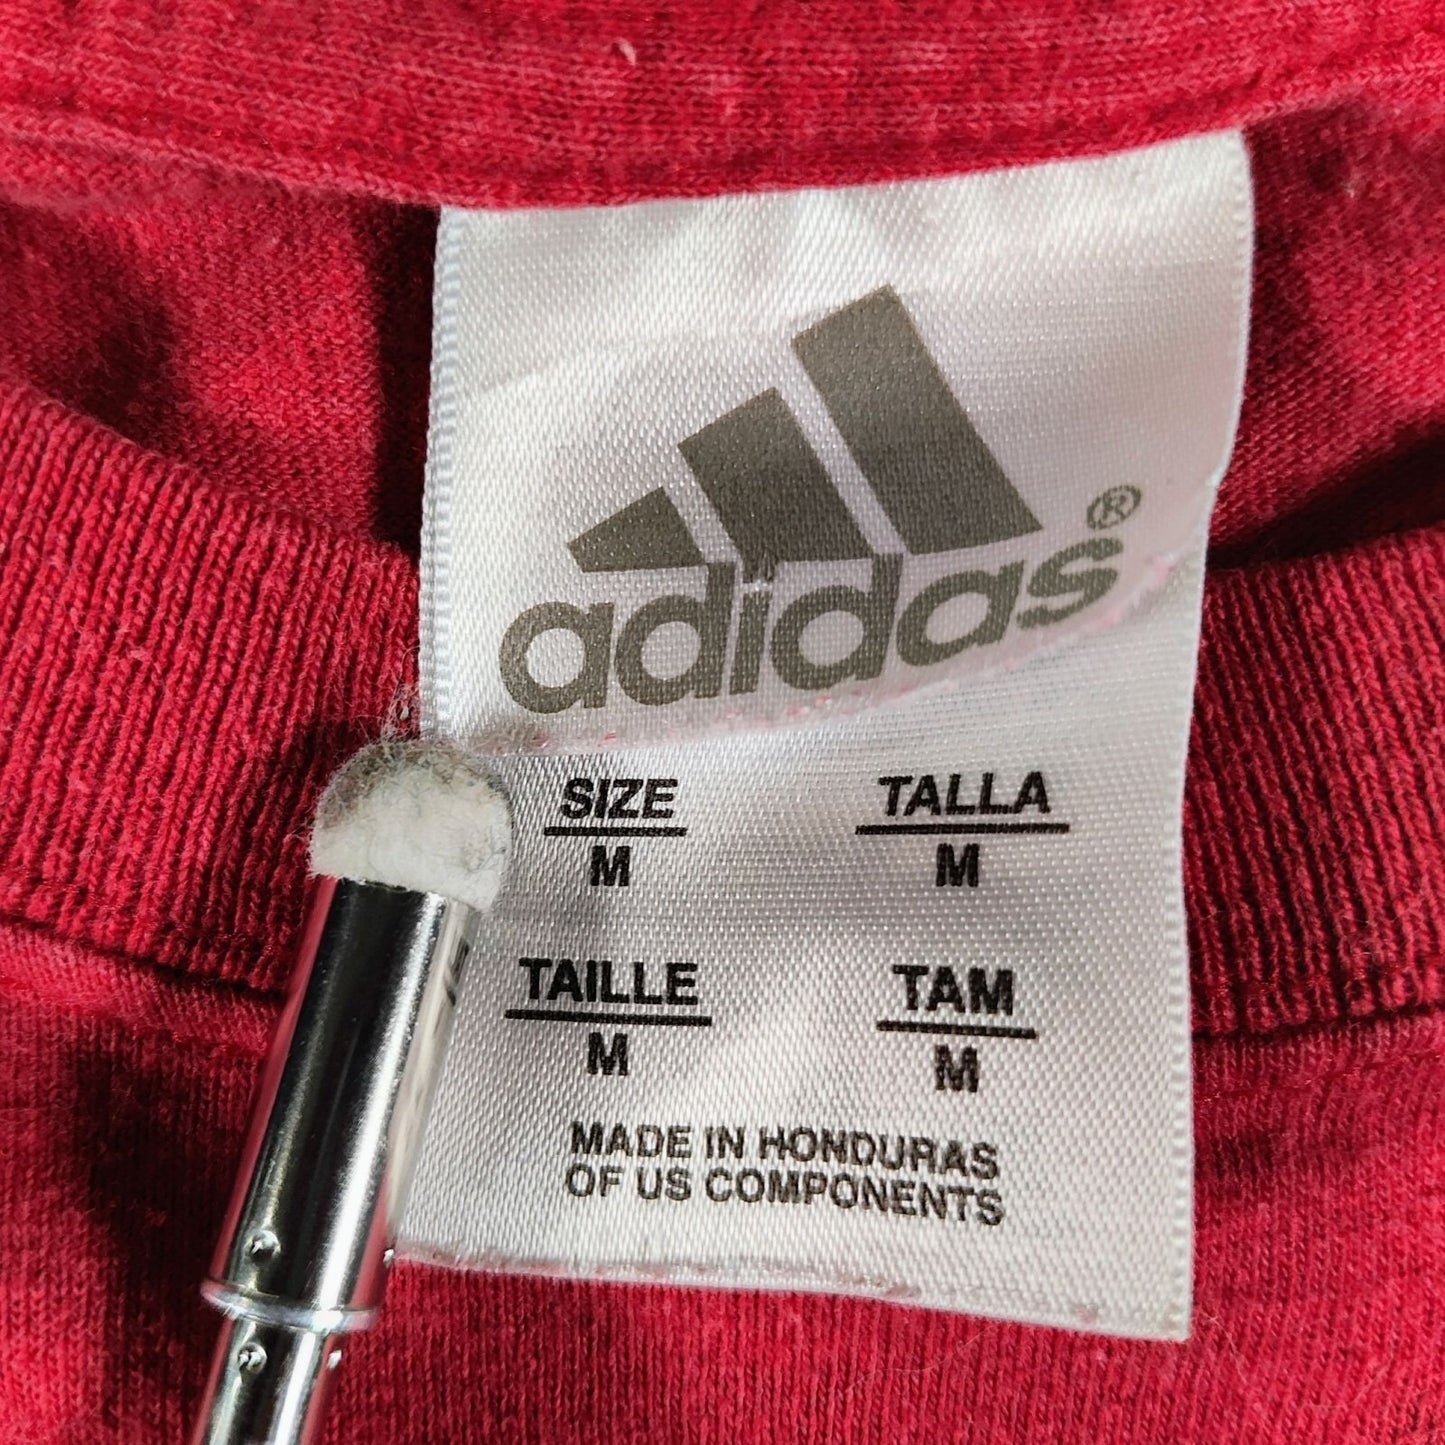 adidas®
SIZE TALLA
M M
TAILLE TAM
M M
MADE IN HONDURAS
OF US COMPONENTS